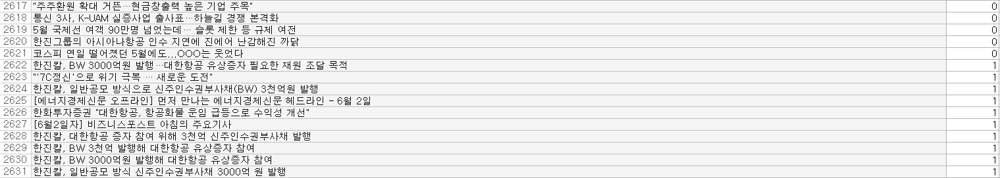 2617 "주주환원 확대 거뜬…현금창출력 높은 기업 주목" 0
2618 통신 3사, K-UAM 실증사업 출사표…하늘길 경쟁 본격화 0
2619 5월 국제선 여객 90만명 넘었는데… 슬롯 제한 등 규제 여전 0
2620 한진그룹의 아시아나항공 인수 지연에 진에어 난감해진 까닭 0
2621 코스피 연일 떨어졌던 5월에도...OOO는 웃었다 0
2622 한진칼, BW 3000억원 발행…대한항공 유상증자 필요한 재원 조달 목적 1
2623 "'7C정신'으로 위기 극복 … 새로운 도전" 1
2624 한진칼, 일반공모 방식으로 신주인수권부사채(BW) 3천억원 발행 1
2625 [에너지경제신문 오프라인] 먼저 만나는 에너지경제신문 헤드라인 - 6월 2일 1
2626 한화투자증권 "대한항공, 항공화물 운임 급등으로 수익성 개선" 1
2627 [6월2일자] 비즈니스포스트 아침의 주요기사 1
2628 한진칼, 대한항공 증자 참여 위해 3천억 신주인수권부사채 발행 1
2629 한진칼, BW 3천억 발행해 대한항공 유상증자 참여 1
2630 한진칼, BW 3000억원 발행해 대한항공 유상증자 참여 1
2631 한진칼, 일반공모 방식 신주인수권부사채 3000억 원 발행 1